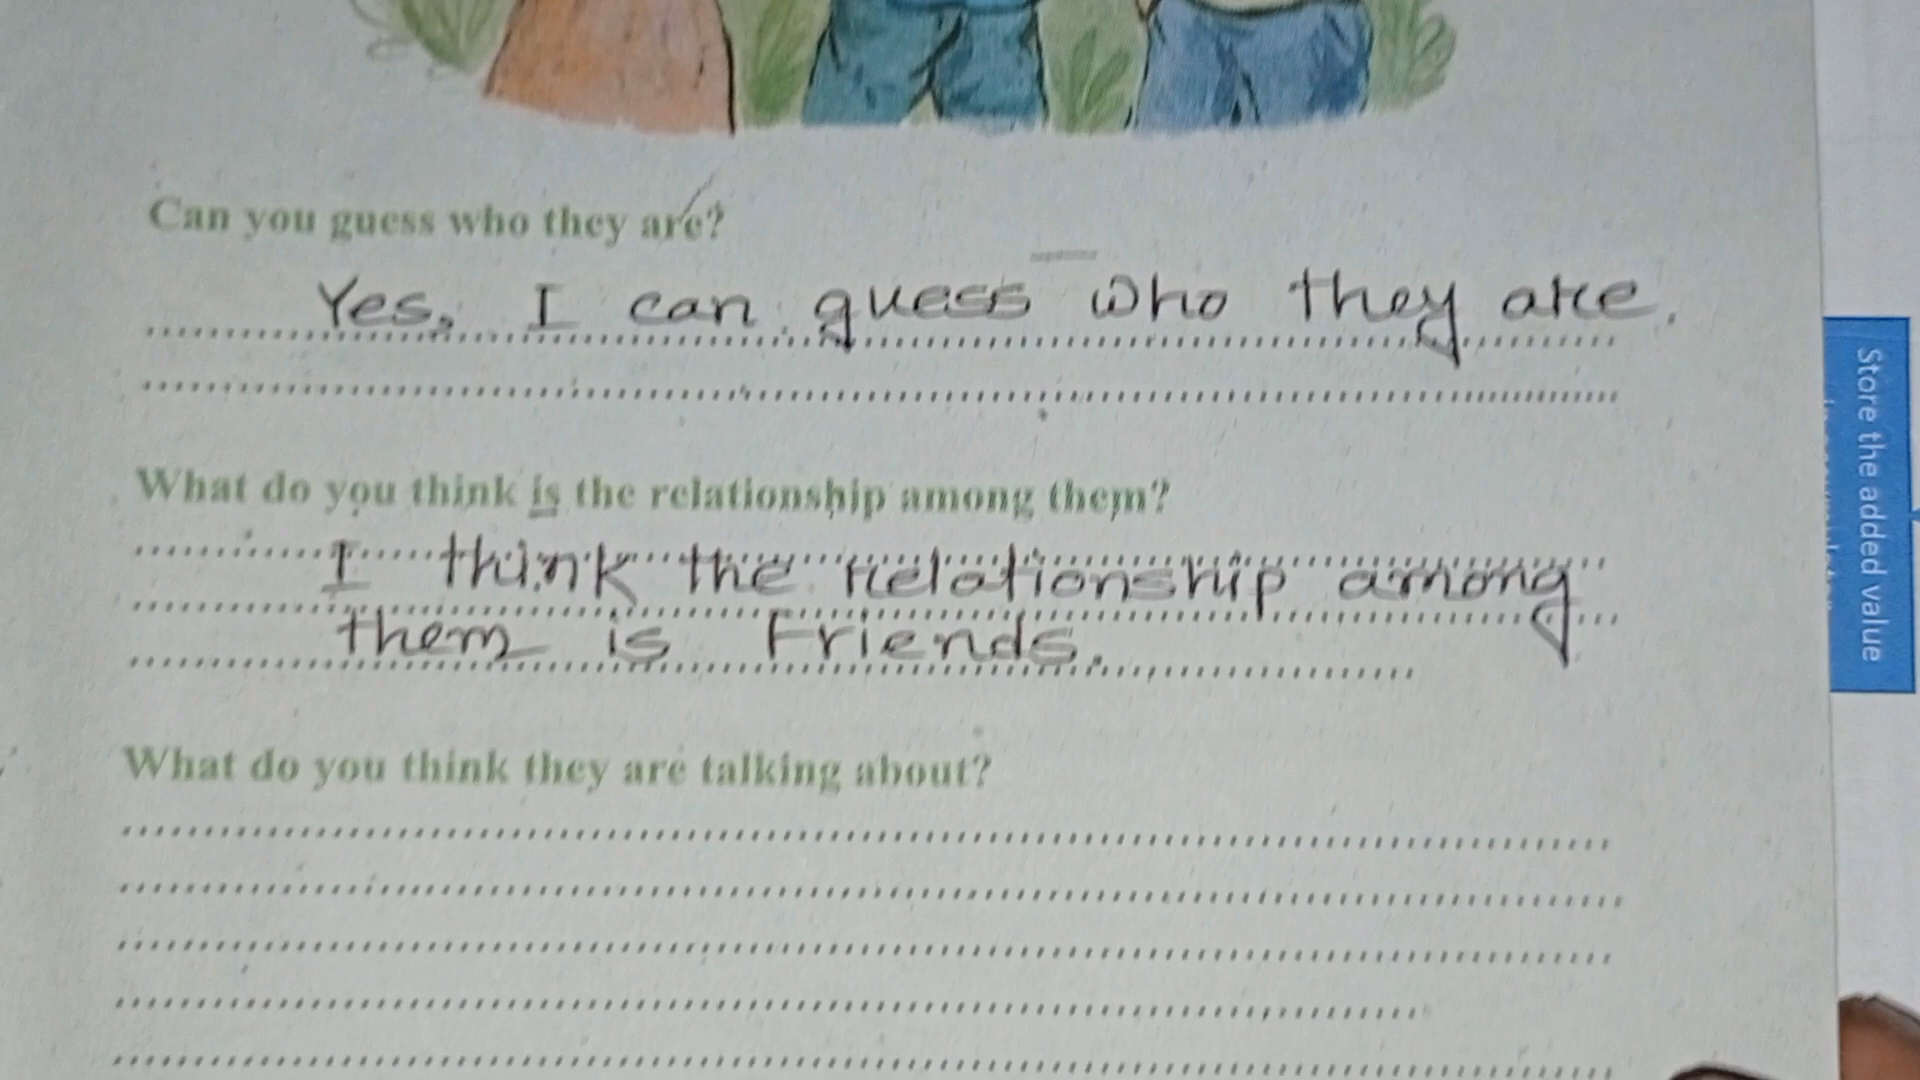 Can you guess who they are?
Yes, I can guess who they are.
What do you think is the relationship among them?
I think the relationship among
them is Friends.
What do you think they are talking about?
Store the added value